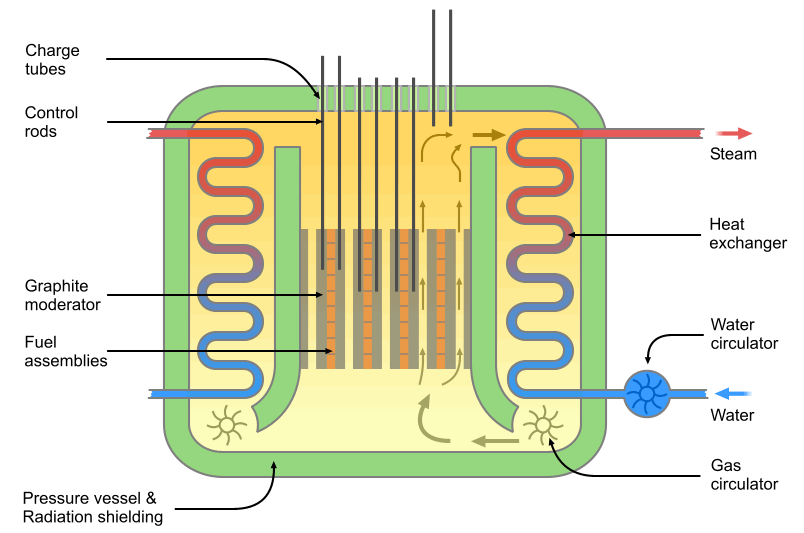 Charge
tubes
Control
rods
Graphite
moderator
Fuel
assemblies
Pressure vessel &
Radiation shielding
Steam
Heat
exchanger
Water
circulator
Water
Gas
circulator